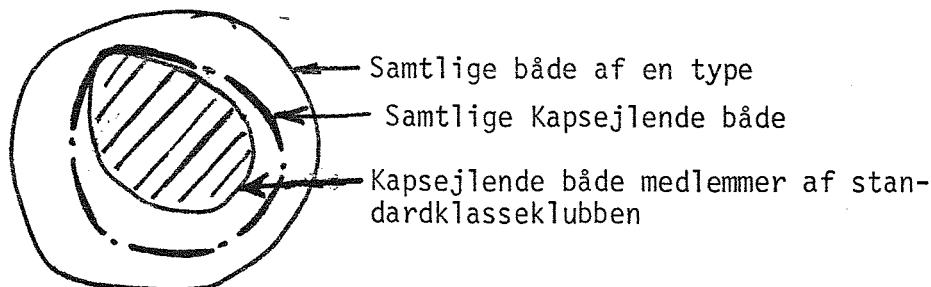 Samtlige både af en type
Samtlige Kapsejlende både
Kapsejlende både medlemmer af stan-
dardklasseklubben